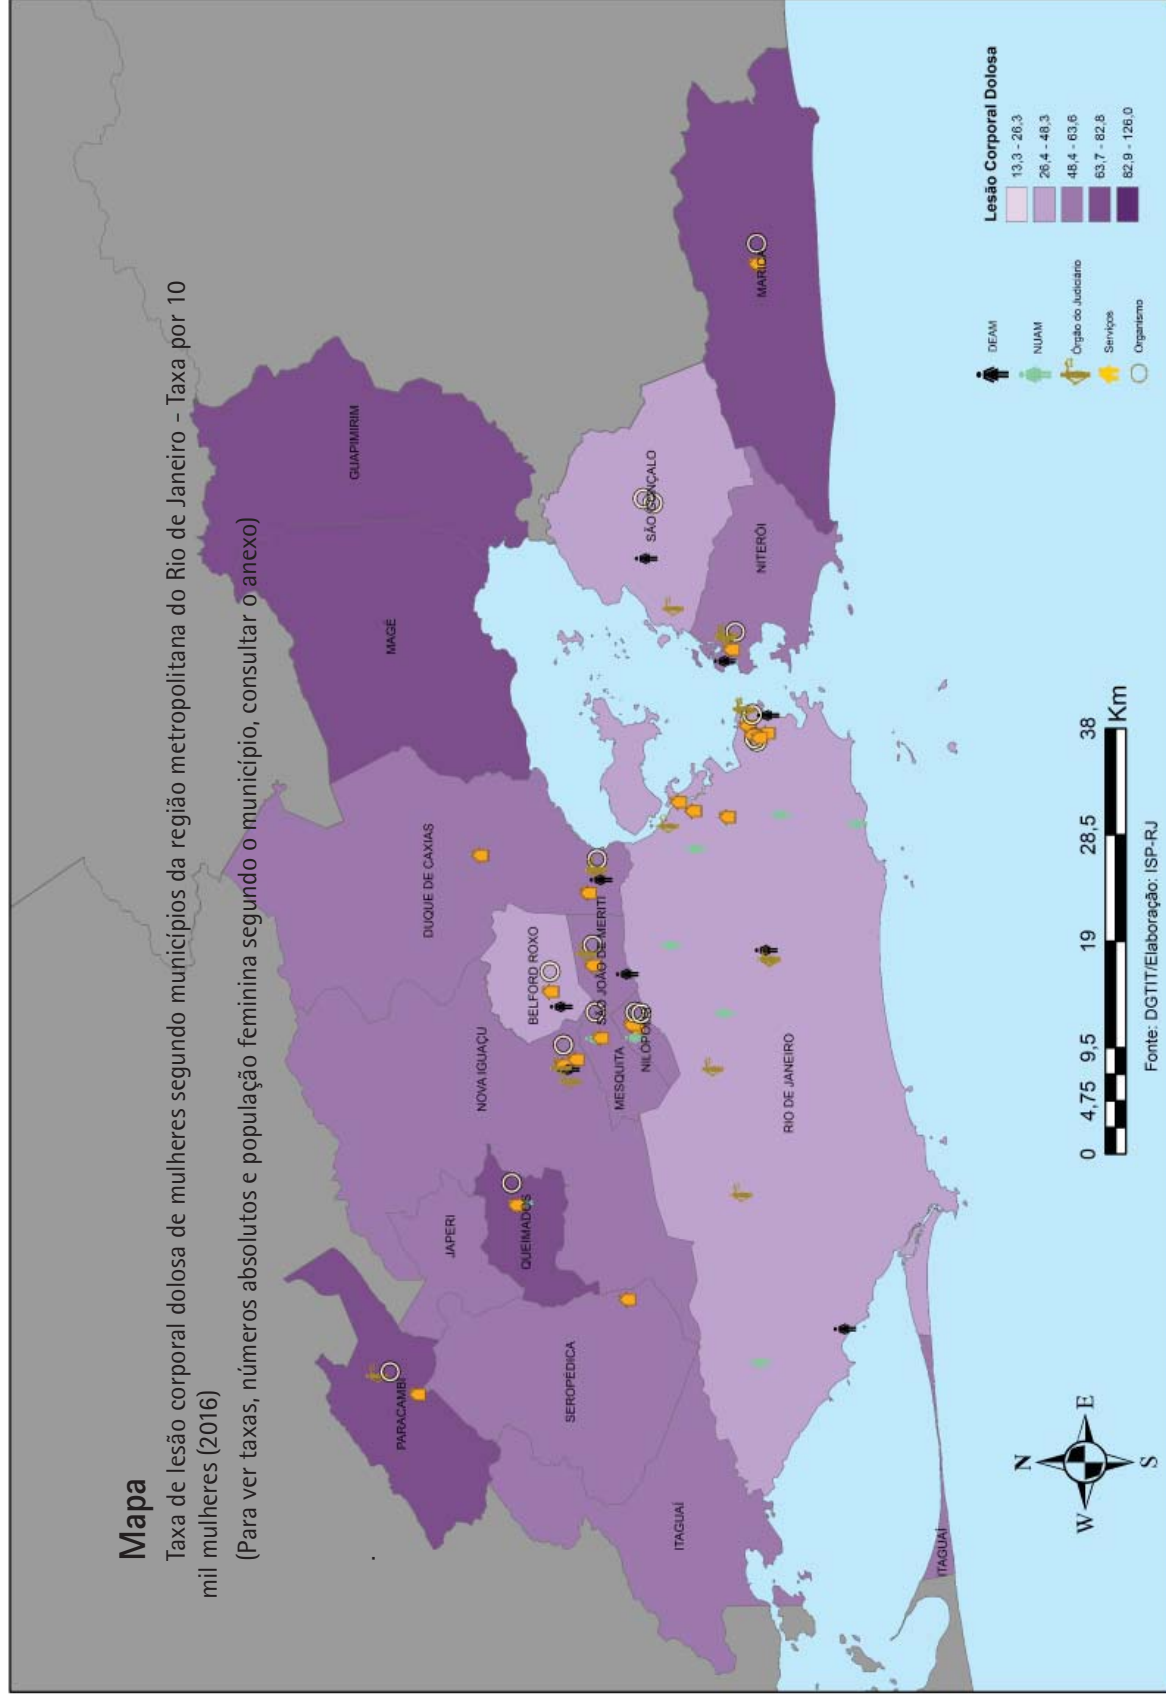 Mapa
Taxa de lesão corporal dolosa de mulheres segundo municípios da região metropolitana do Rio de Janeiro - Taxa por 10
mil mulheres (2016)
(Para ver taxas, números absolutos e população feminina segundo o município, consultar o anexo)
.
GUAPIMIRIM
MAGÉ
PARACAMBI
DUQUE DE CAXIAS
JAPERI
NOVA IGUAÇU
QUEIMADOS
BELFORD ROXO
SEROPÉDICA
SÃO JOÃO DE MERITI
MESQUITA
NILÓPOLIS
SÃO GONÇALO
ITAGUAÍ
NITERÓI
MARICÁ
RIO DE JANEIRO
ITAGUAÍ
N
W
E
S
0 4,75 9,5 19 28,5 38
Km
Fonte: DGTIT/Elaboração: ISP-RJ
DEAM
NUAM
Órgão do Judiciário
Serviços
Organismo
Lesão Corporal Dolosa
13,3 - 26,3
26,4 - 48,3
48,4 - 63,6
63,7 - 82,8
82,9 - 126,0